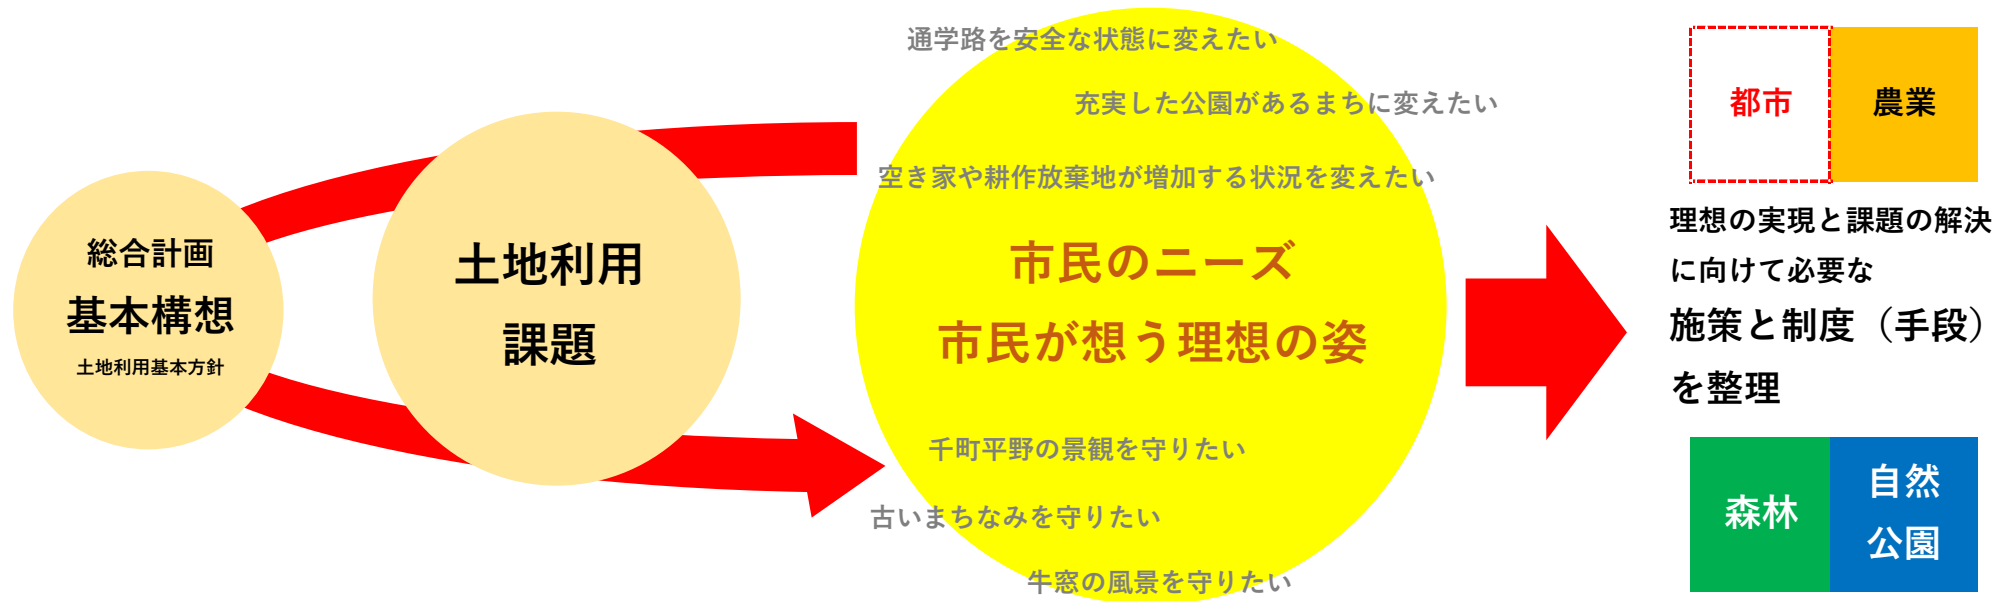 総合計画
基本構想
土地利用基本方針
土地利用
課題
通学路を安全な状態に変えたい
充実した公園があるまちに変えたい
空き家や耕作放棄地が増加する状況を変えたい
市民のニーズ
市民が想う理想の姿
千町平野の景観を守りたい
古いまちなみを守りたい
牛窓の風景を守りたい
都市
農業
理想の実現と課題の解決
に向けて必要な
施策と制度（手段）
を整理
森林
自然
公園